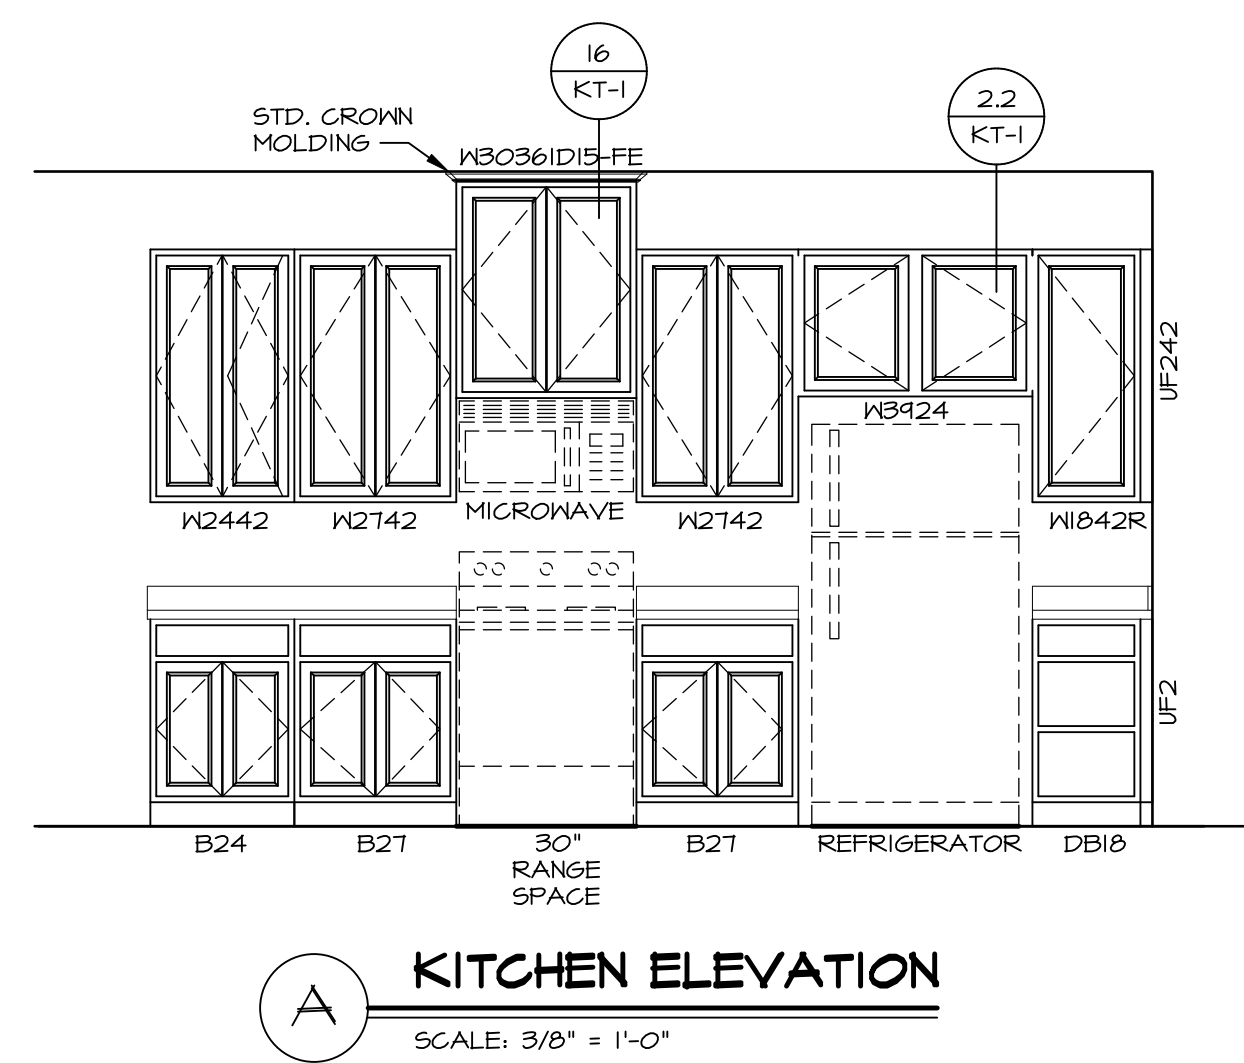 16
KT-1
2.2
KT-1
STD. CROWN
MOLDING
W30361D15-FE
UF242
W3924
W2442
W2742
MICROWAVE
W2742
W1842R
UF2
B24
B27
30"
RANGE
SPACE
B27
REFRIGERATOR
DB18
A
KITCHEN ELEVATION
SCALE: 3/8" = 1'-0"